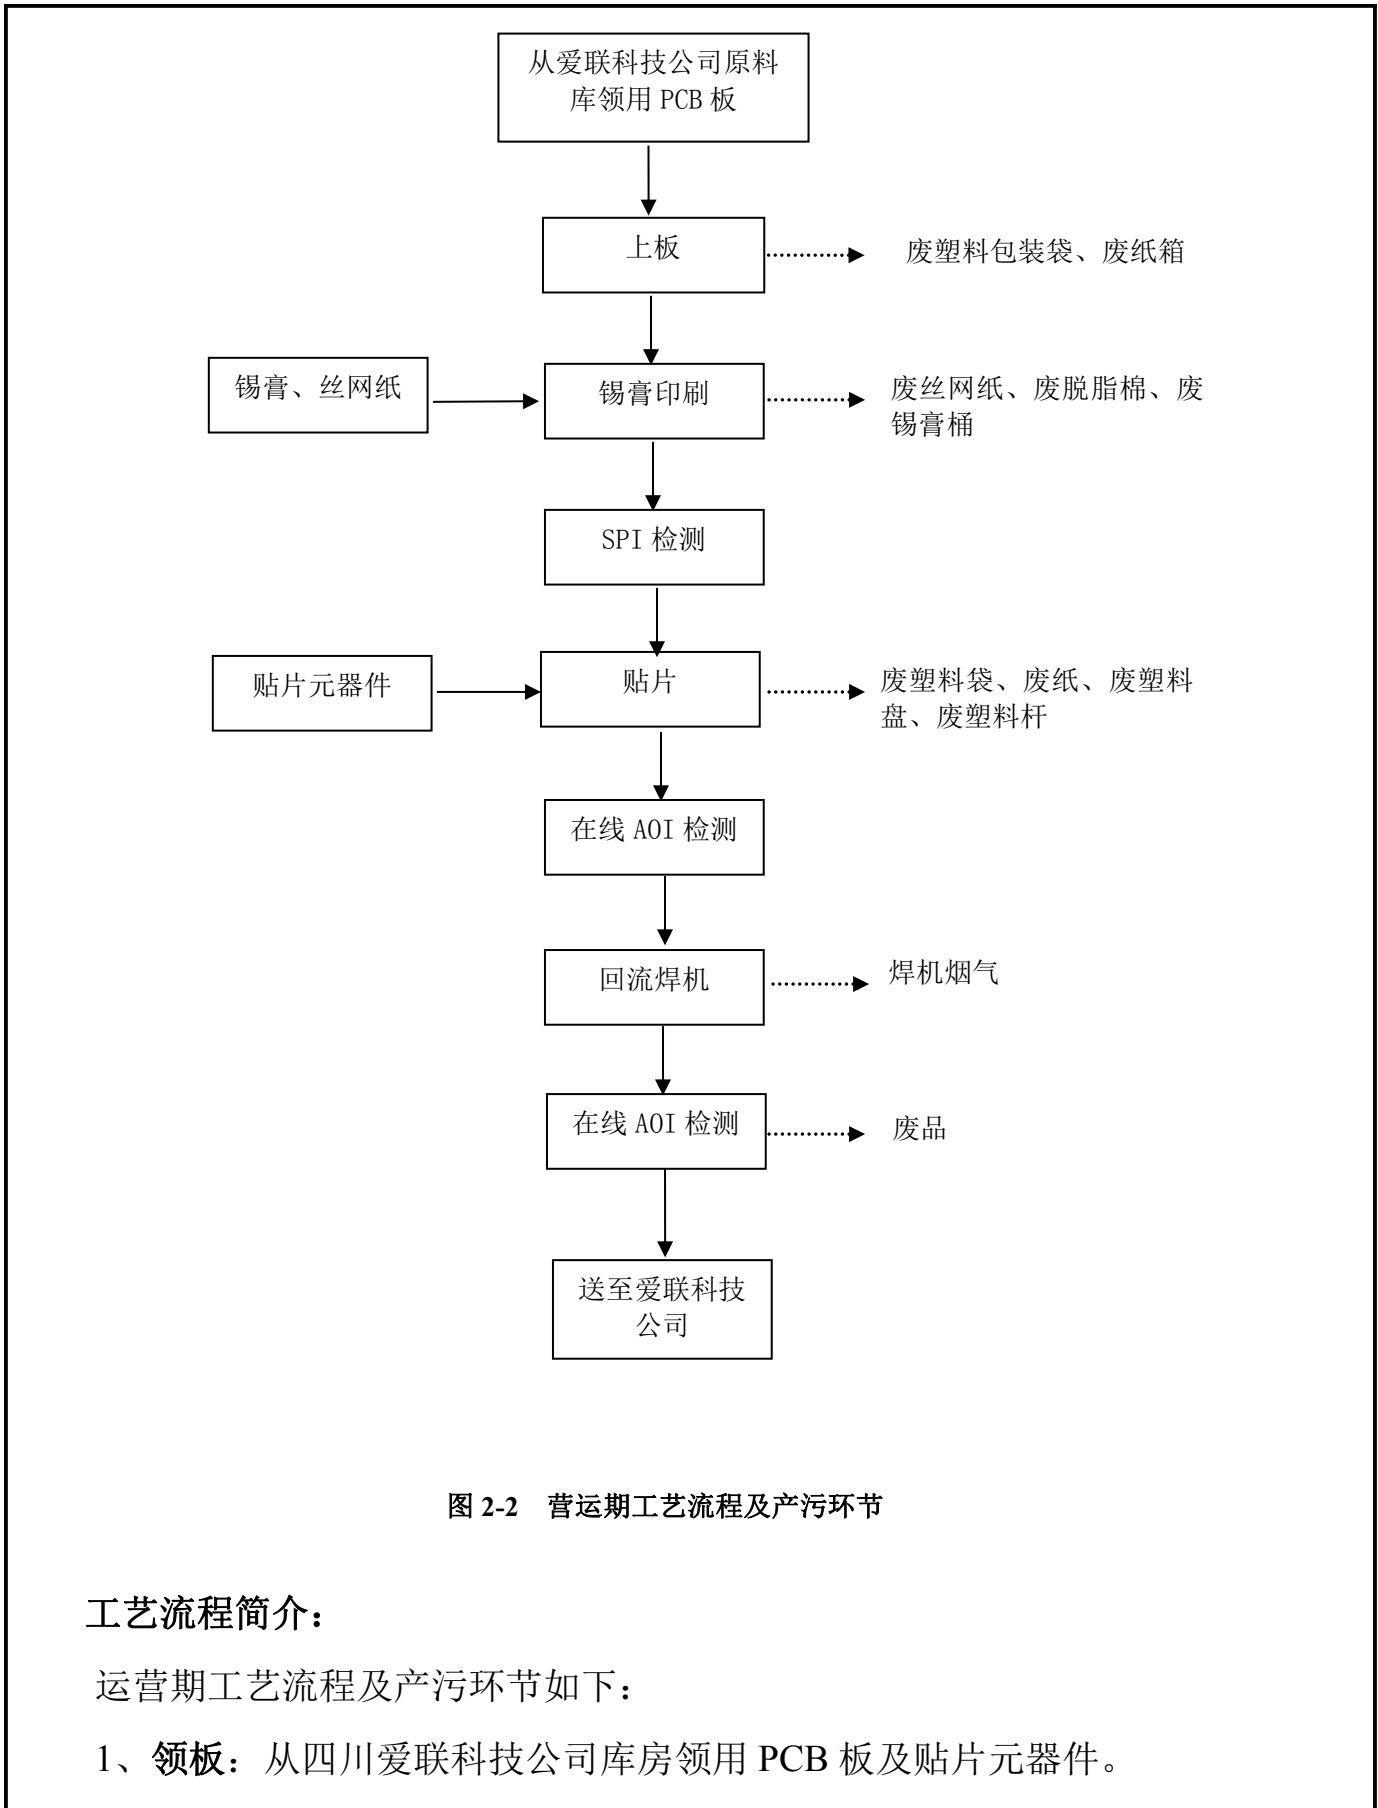 从爱联科技公司原料
库领用 PCB 板
上板
废塑料包装袋、废纸箱
锡膏、丝网纸
锡膏印刷
废丝网纸、废脱脂棉、废
锡膏桶
SPI 检测
贴片元器件
贴片
废塑料袋、废纸、废塑料
盘、废塑料杆
在线 AOI 检测
回流焊机
焊机烟气
在线 AOI 检测
废品
送至爱联科技
公司
图 2-2 营运期工艺流程及产污环节
工艺流程简介：
运营期工艺流程及产污环节如下：
1、领板：从四川爱联科技公司库房领用 PCB 板及贴片元器件。